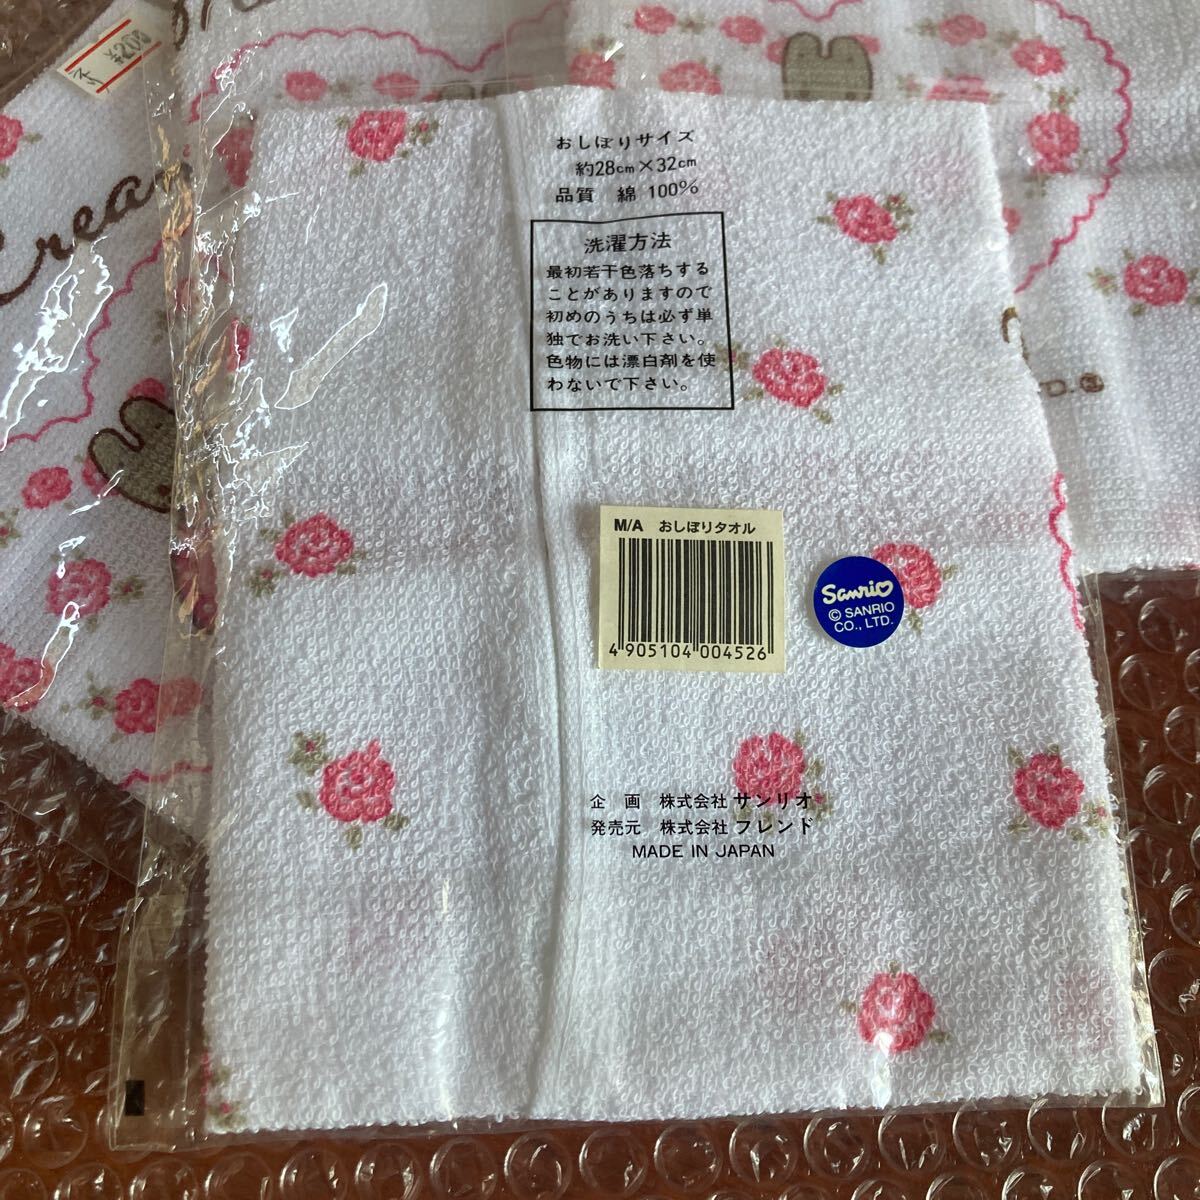 Crea
おしぼりサイズ
約28cm×32cm
品質 綿 100%
洗濯方法
最初若干色落ちする
ことがありますので
初めのうちは必ず単
独でお洗い下さい。
色物には漂白剤を使
わないで下さい。
M/A おしぼりタオル
4 905104 004526
Sanrio
© SANRIO
CO., LTD.
企 画 株式会社 サンリオ
発売元 株式会社 フレンド
MADE IN JAPAN